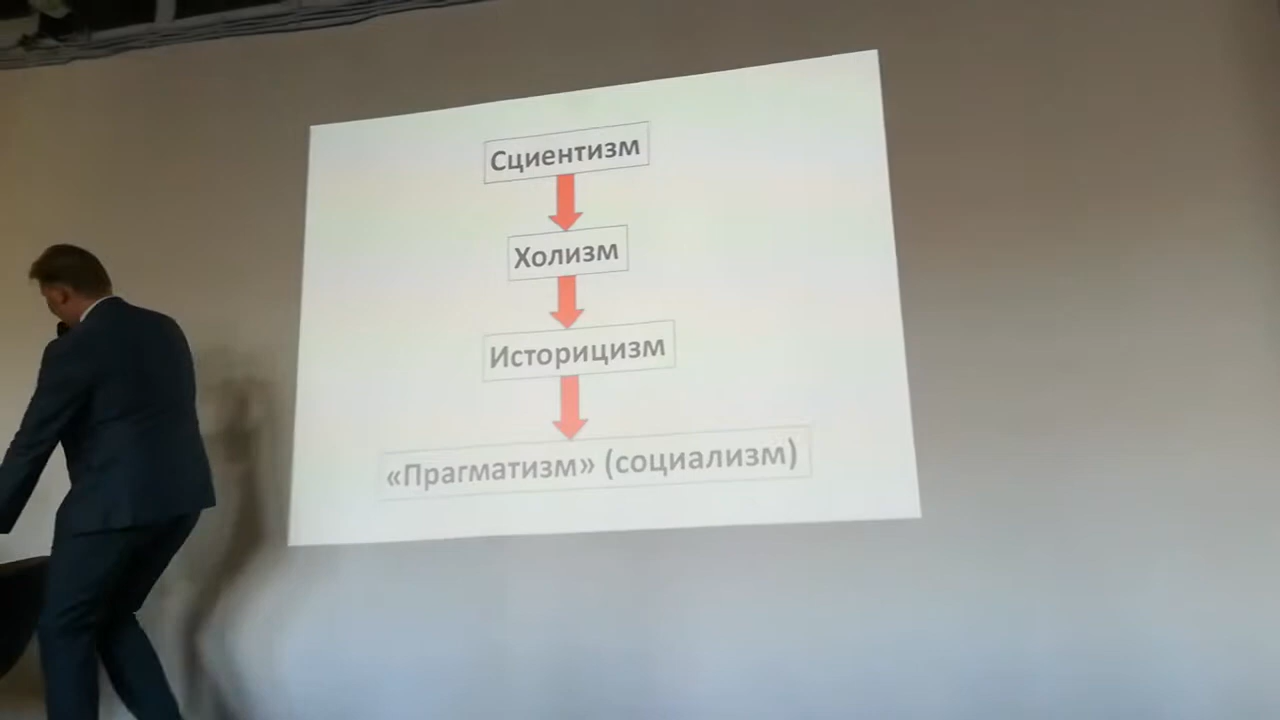 Сциентизм
Холизм
Историцизм
«Прагматизм» (социализм)